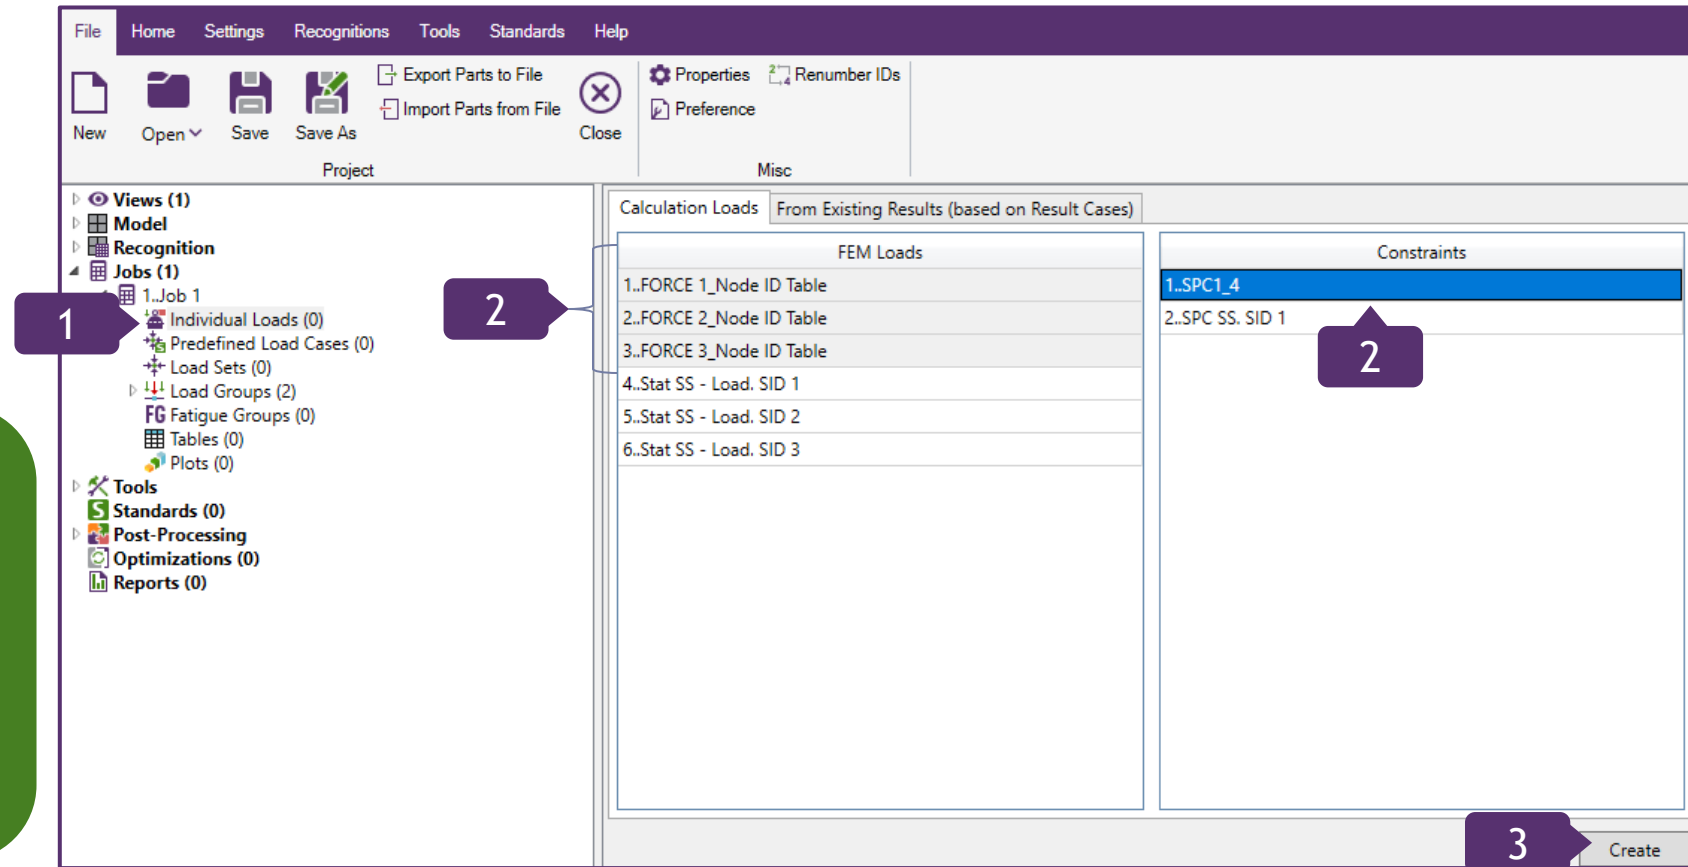 File Home Settings Recognitions Tools Standards Help
Export Parts to File
Import Parts from File
New Open Save Save As Close
Project
Properties Renumber IDs
Preference
Misc
Views (1)
Model
Recognition
Jobs (1)
1..Job 1
1
Individual Loads (0)
Predefined Load Cases (0)
Load Sets (0)
Load Groups (2)
FG Fatigue Groups (0)
Tables (0)
Plots (0)
Tools
S Standards (0)
Post-Processing
Optimizations (0)
Reports (0)
Calculation Loads From Existing Results (based on Result Cases)
FEM Loads
2
1..FORCE 1_Node ID Table
2..FORCE 2_Node ID Table
3..FORCE 3_Node ID Table
4..Stat SS - Load. SID 1
5..Stat SS - Load. SID 2
6..Stat SS - Load. SID 3
Constraints
1..SPC1_4
2..SPC SS. SID 1
2
3
Create